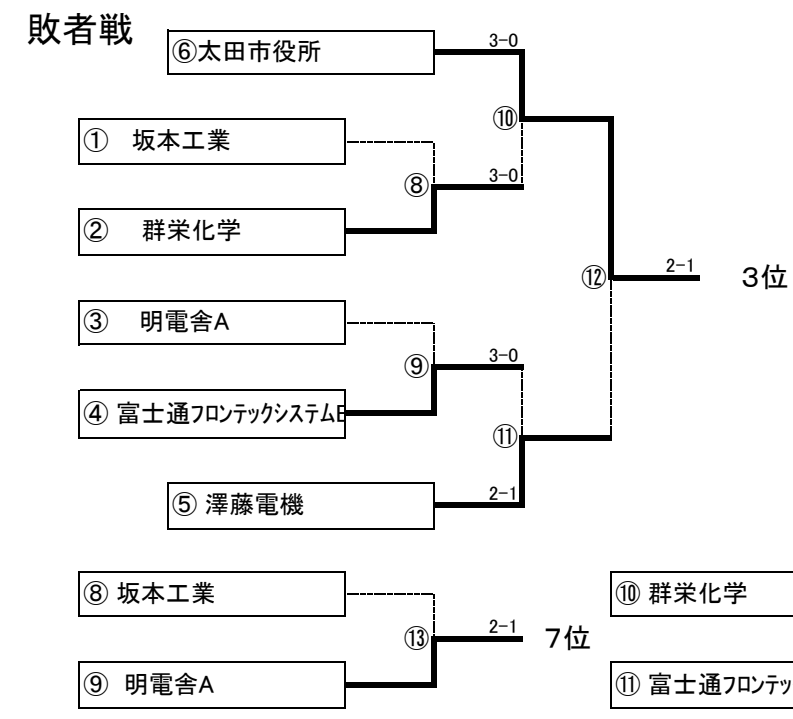 敗者戦
⑥太田市役所
3-0
⑩
① 坂本工業
⑧
3-0
② 群栄化学
⑫
2-1
３位
③ 明電舎A
⑨
3-0
④ 富士通フロンテックシステム
⑪
⑤ 澤藤電機
2-1
⑧ 坂本工業
⑬
2-1
７位
⑨ 明電舎A
⑩ 群栄化学
⑪ 富士通フロンテッ